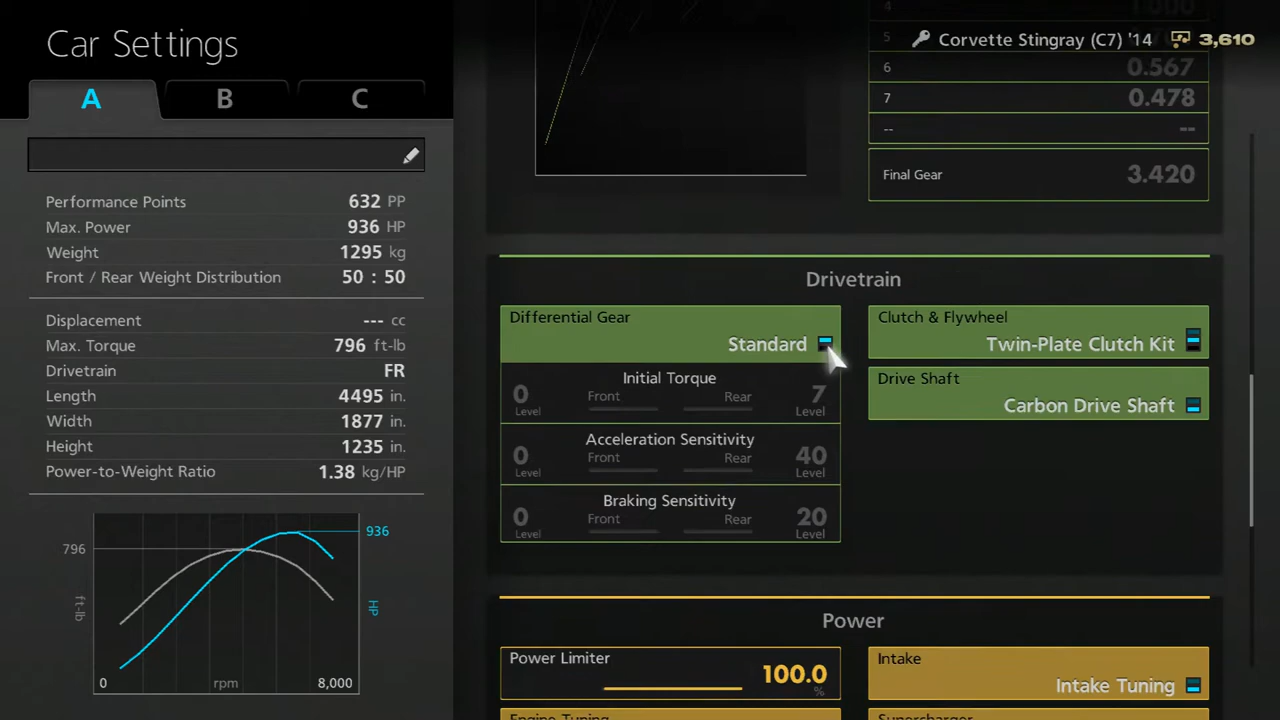 Car Settings
A
B
C
Performance Points 632 PP
Max. Power 936 HP
Weight 1295 kg
Front / Rear Weight Distribution 50 : 50
Displacement --- cc
Max. Torque 796 ft-lb
Drivetrain FR
Length 4495 in.
Width 1877 in.
Height 1235 in.
Power-to-Weight Ratio 1.38 kg/HP
936
796
ft-lb
HP
0 rpm 8,000
4 1.000
Corvette Stingray (C7) '14 3,610
5
6 0.567
7 0.478
-- --
Final Gear 3.420
Drivetrain
Differential Gear
Standard
Initial Torque
0 Front Rear 7
Level Level
Acceleration Sensitivity
0 Front Rear 40
Level Level
Braking Sensitivity
0 Front Rear 20
Level Level
Clutch & Flywheel
Twin-Plate Clutch Kit
Drive Shaft
Carbon Drive Shaft
Power
Power Limiter
100.0
%
Intake
Intake Tuning
Engine Tuning
Supercharger